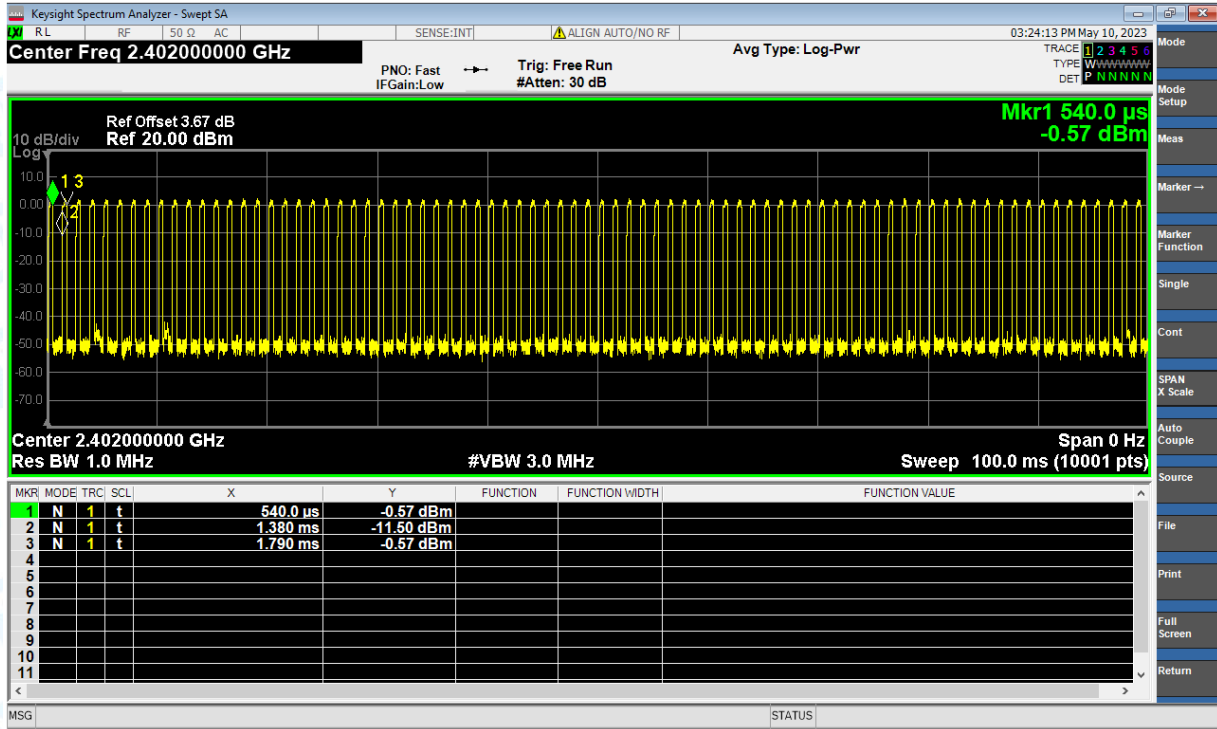 Keysight Spectrum Analyzer - Swept SA
LXI RL RF 50 Ω AC SENSE:INT ALIGN AUTO/NO RF 03:24:13 PM May 10, 2023
Center Freq 2.402000000 GHz
Avg Type: Log-Pwr
TRACE 1 2 3 4 5 6
PNO: Fast Trig: Free Run
TYPE WWWWWW
IFGain:Low #Atten: 30 dB
DET P N N N N N
Mkr1 540.0 µs
Ref Offset 3.67 dB
-0.57 dBm
10 dB/div Ref 20.00 dBm
Log
10.0
0.00
-10.0
-20.0
-30.0
-40.0
-50.0
-60.0
-70.0
1 3
2
Center 2.402000000 GHz Span 0 Hz
Res BW 1.0 MHz #VBW 3.0 MHz Sweep 100.0 ms (10001 pts)
MKR MODE TRC SCL X Y FUNCTION FUNCTION WIDTH FUNCTION VALUE
1 N 1 t 540.0 µs -0.57 dBm
2 N 1 t 1.380 ms -11.50 dBm
3 N 1 t 1.790 ms -0.57 dBm
4
5
6
7
8
9
10
11
MSG STATUS
Mode
Mode
Setup
Meas
Marker →
Marker
Function
Single
Cont
SPAN
X Scale
Auto
Couple
Source
File
Print
Full
Screen
Return